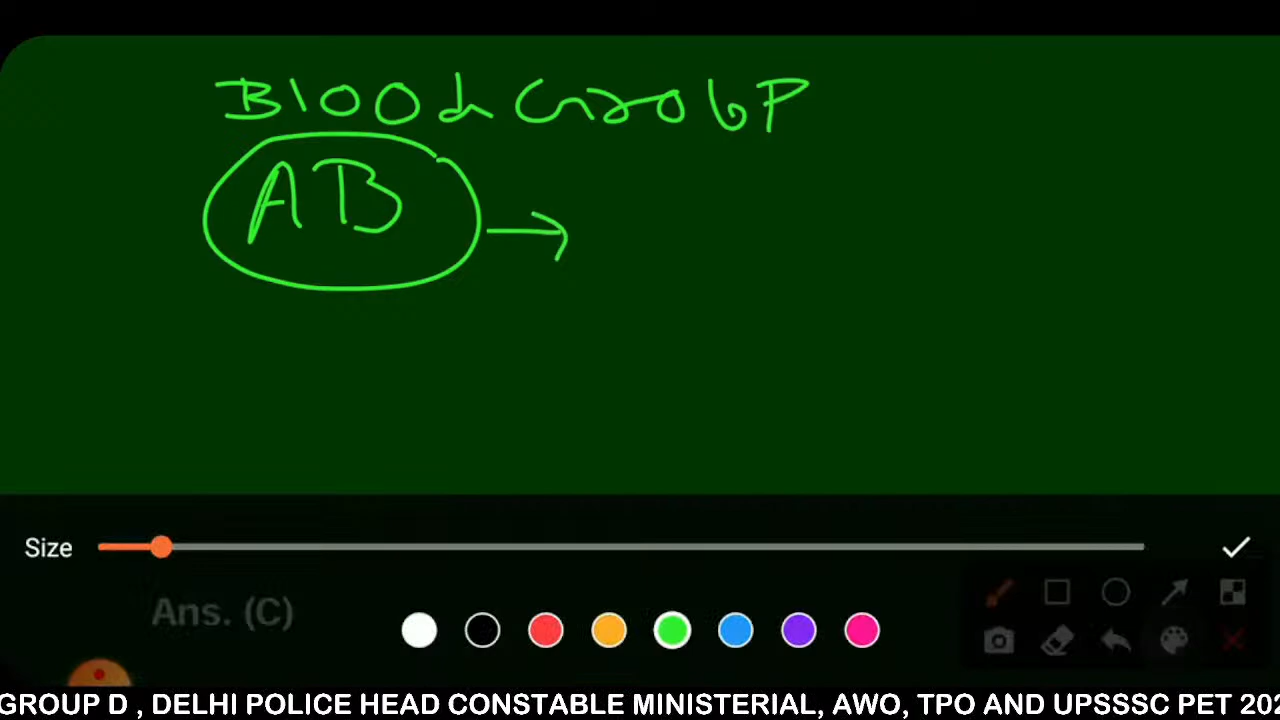 Blood Group
AB →
Size
Ans. (C)
GROUP D , DELHI POLICE HEAD CONSTABLE MINISTERIAL, AWO, TPO AND UPSSSC PET 202